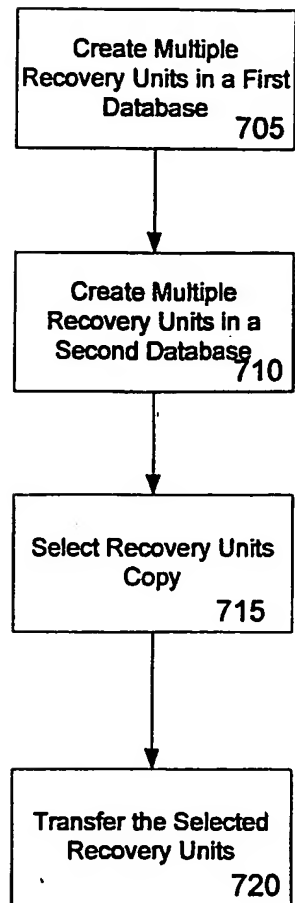 Create Multiple
Recovery Units in a First
Database
705
Create Multiple
Recovery Units in a
Second Database
710
Select Recovery Units
Copy
715
Transfer the Selected
Recovery Units
720